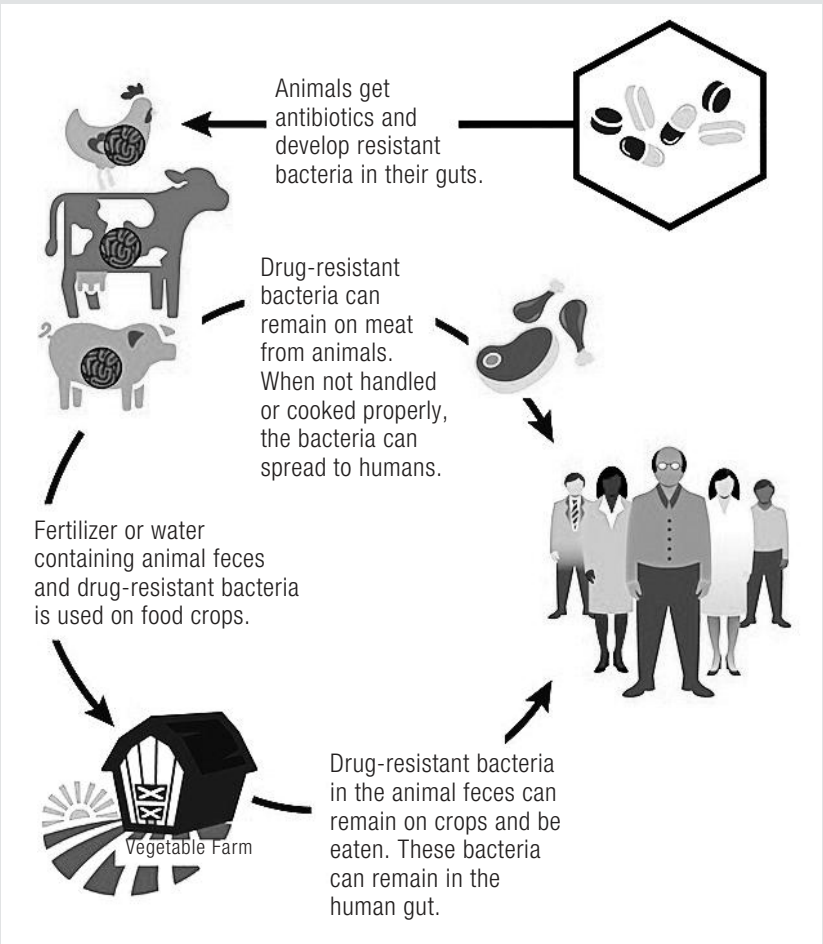 Animals get
antibiotics and
develop resistant
bacteria in their guts.
Drug-resistant
bacteria can
remain on meat
from animals.
When not handled
or cooked properly,
the bacteria can
spread to humans.
Fertilizer or water
containing animal feces
and drug-resistant bacteria
is used on food crops.
Vegetable Farm
Drug-resistant bacteria
in the animal feces can
remain on crops and be
eaten. These bacteria
can remain in the
human gut.